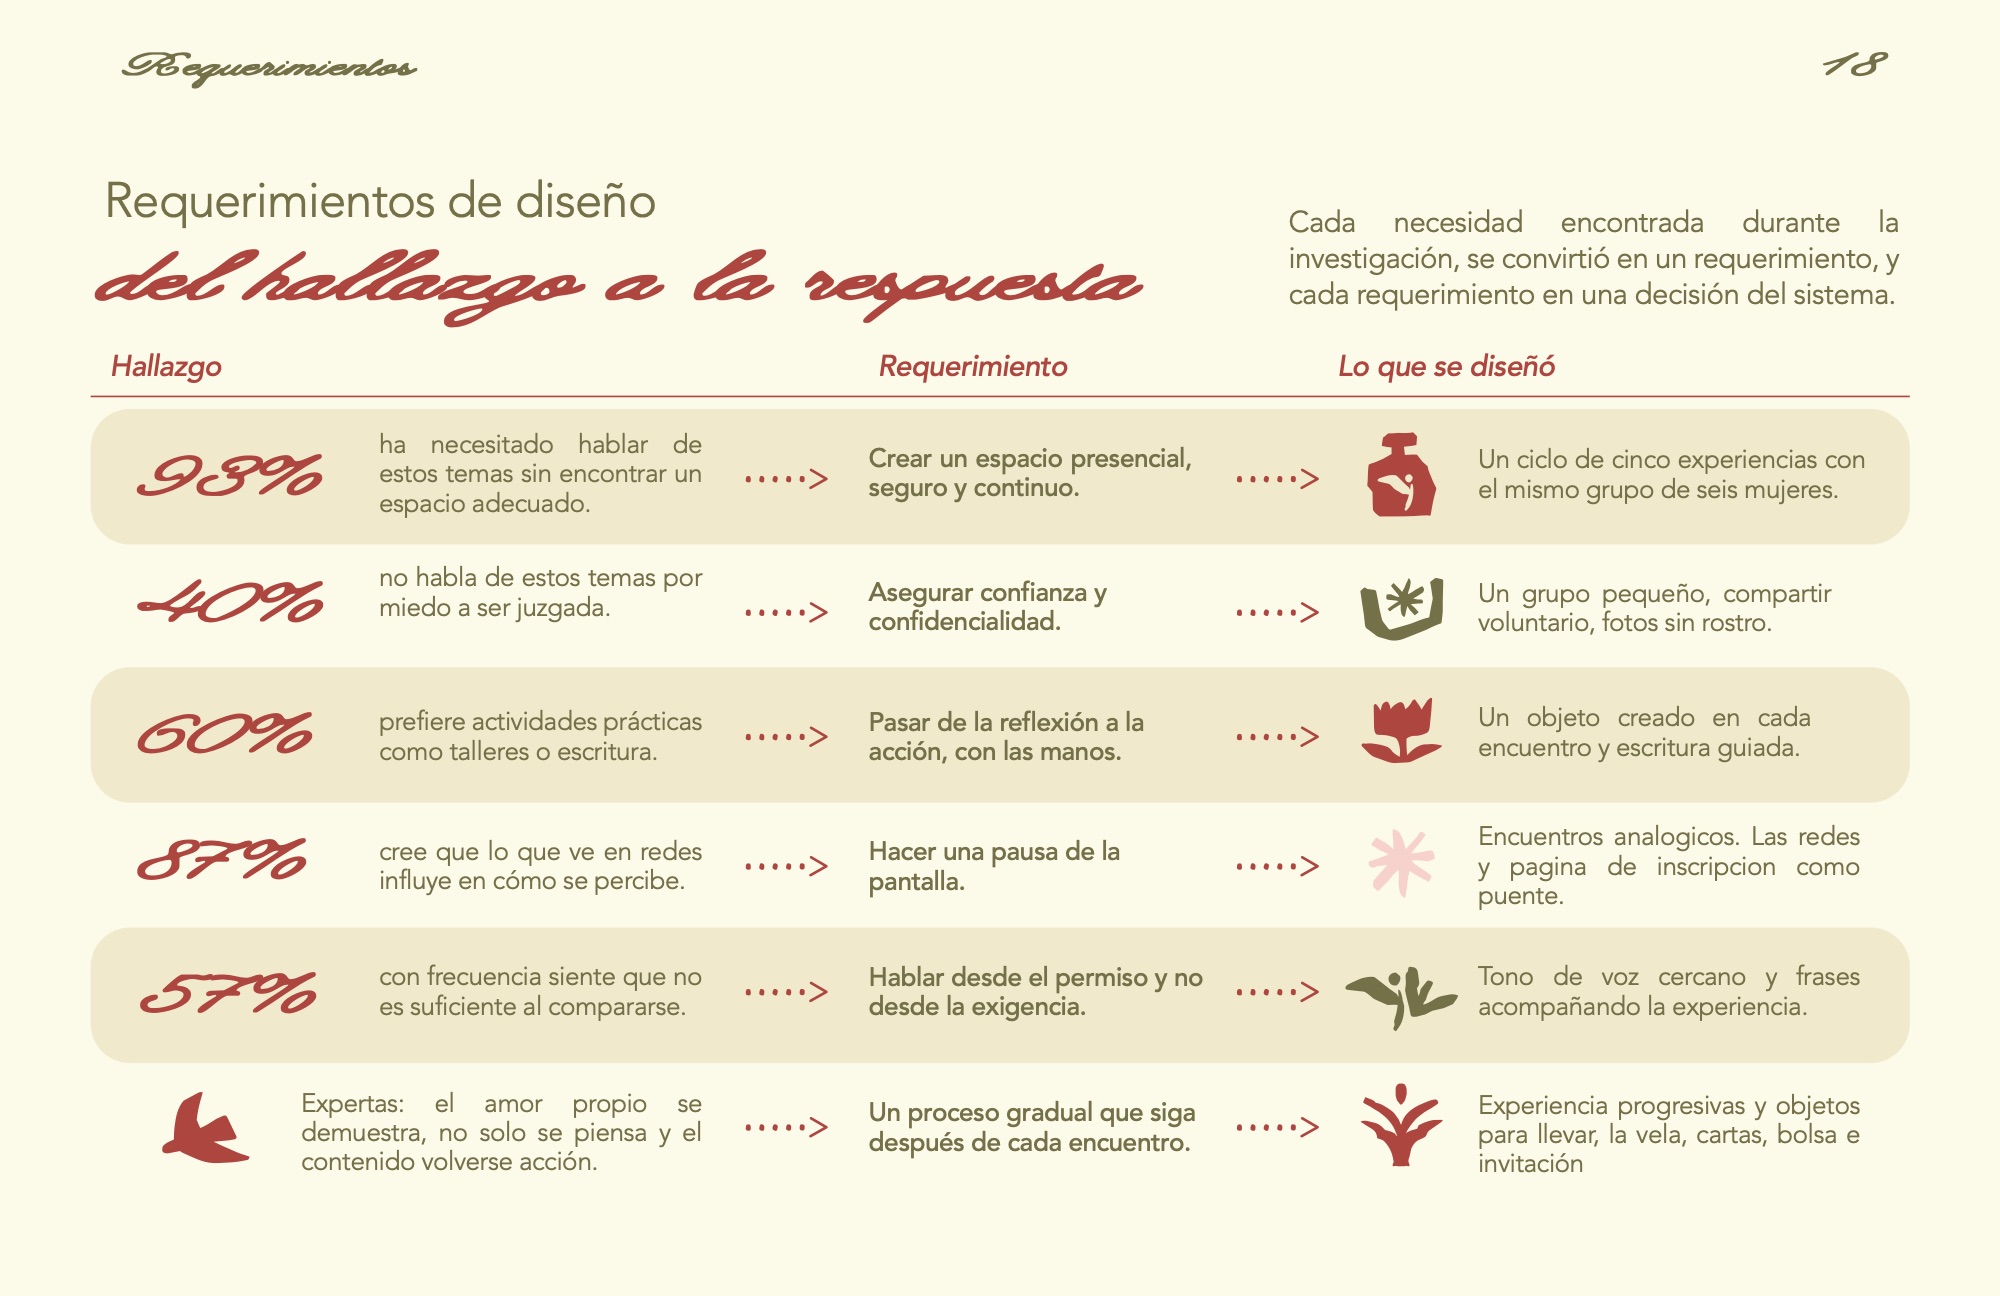 Requerimientos
18
Requerimientos de diseño
del hallazgo a la respuesta
Cada necesidad encontrada durante la
investigación, se convirtió en un requerimiento, y
cada requerimiento en una decisión del sistema.
Hallazgo
Requerimiento
Lo que se diseñó
93%
ha necesitado hablar de
estos temas sin encontrar un
espacio adecuado.
Crear un espacio presencial,
seguro y continuo.
Un ciclo de cinco experiencias con
el mismo grupo de seis mujeres.
40%
no habla de estos temas por
miedo a ser juzgada.
Asegurar confianza y
confidencialidad.
Un grupo pequeño, compartir
voluntario, fotos sin rostro.
60%
prefiere actividades prácticas
como talleres o escritura.
Pasar de la reflexión a la
acción, con las manos.
Un objeto creado en cada
encuentro y escritura guiada.
87%
cree que lo que ve en redes
influye en cómo se percibe.
Hacer una pausa de la
pantalla.
Encuentros analogicos. Las redes
y pagina de inscripcion como
puente.
57%
con frecuencia siente que no
es suficiente al compararse.
Hablar desde el permiso y no
desde la exigencia.
Tono de voz cercano y frases
acompañando la experiencia.
Expertas: el amor propio se
demuestra, no solo se piensa y el
contenido volverse acción.
Un proceso gradual que siga
después de cada encuentro.
Experiencia progresivas y objetos
para llevar, la vela, cartas, bolsa e
invitación